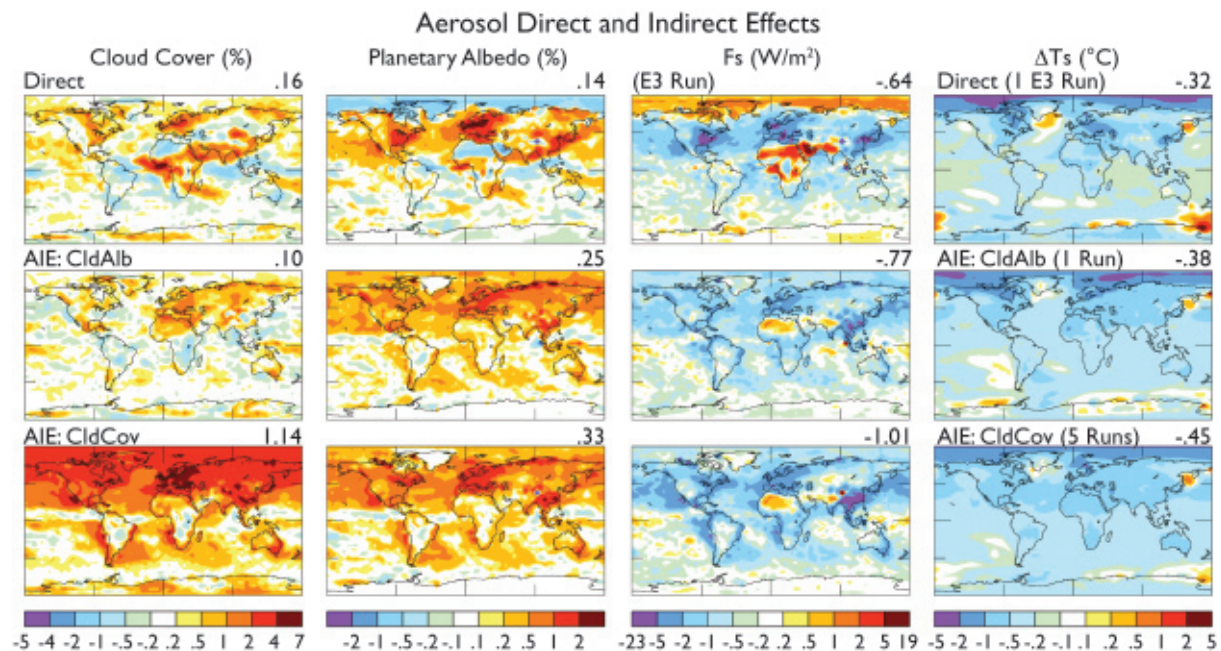 Aerosol Direct and Indirect Effects
Cloud Cover (%) Planetary Albedo (%) Fs (W/m²) ΔTs (°C)
Direct .16 .14 (E3 Run) -.64 Direct (1 E3 Run) -.32
AIE: CldAlb .10 .25 -.77 AIE: CldAlb (1 Run) -.38
AIE: CldCov 1.14 .33 -1.01 AIE: CldCov (5 Runs) -.45
-5 -4 -2 -1 -.5 -.2 .2 .5 1 2 4 7 -2 -1 -.5 -.2 -.1 .1 .2 .5 1 2 -23 -5 -2 -1 -.5 -.2 .2 .5 1 2 5 19 -5 -2 -1 -.5 -.1 .1 .5 1 2 5